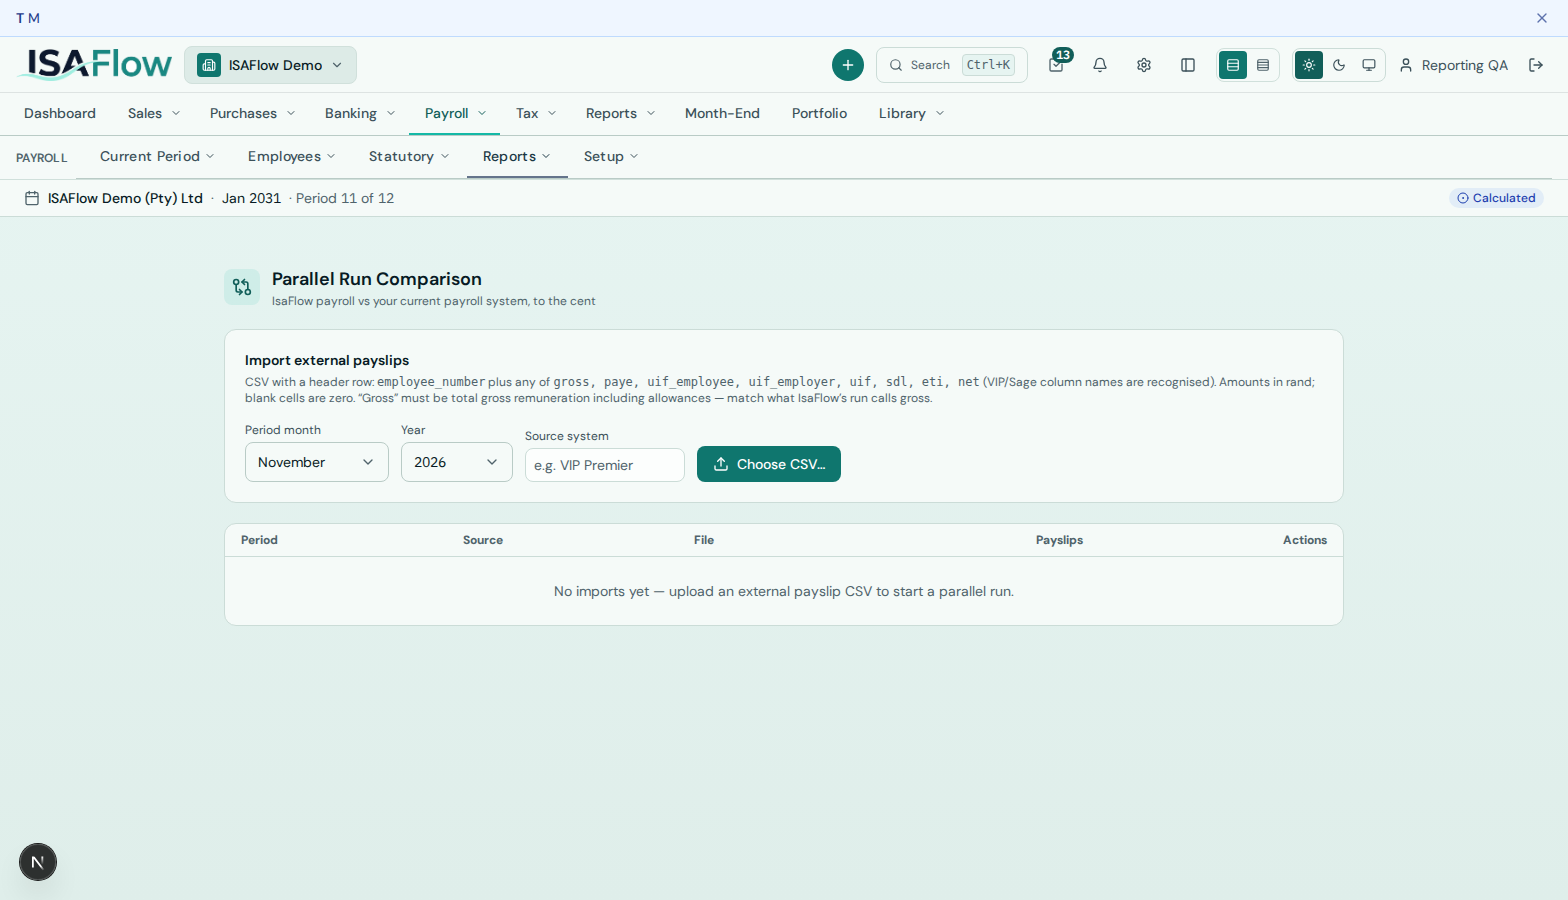 T M
ISAFlow
ISAFlow Demo
Search Ctrl+K
13
Reporting QA
Dashboard Sales Purchases Banking Payroll Tax Reports Month-End Portfolio Library
PAYROLL Current Period Employees Statutory Reports Setup
ISAFlow Demo (Pty) Ltd · Jan 2031 · Period 11 of 12
Calculated
Parallel Run Comparison
IsaFlow payroll vs your current payroll system, to the cent
Import external payslips
CSV with a header row: employee_number plus any of gross, paye, uif_employee, uif_employer, uif, sdl, eti, net (VIP/Sage column names are recognised). Amounts in rand;
blank cells are zero. “Gross” must be total gross remuneration including allowances — match what IsaFlow’s run calls gross.
Period month Year Source system
November 2026 e.g. VIP Premier Choose CSV…
Period Source File Payslips Actions
No imports yet — upload an external payslip CSV to start a parallel run.
N